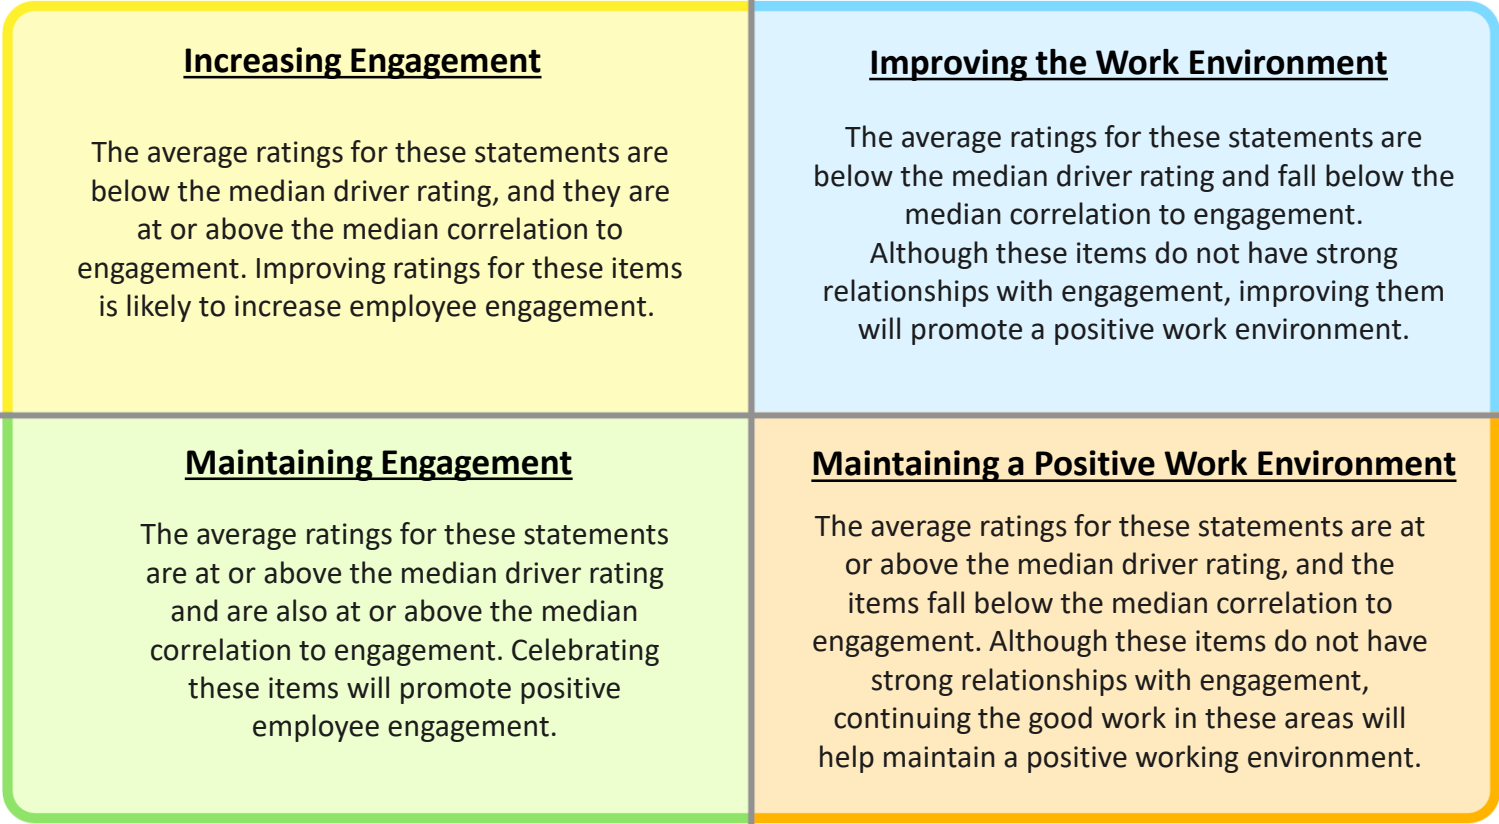 Increasing Engagement
The average ratings for these statements are
below the median driver rating, and they are
at or above the median correlation to
engagement. Improving ratings for these items
is likely to increase employee engagement.
Improving the Work Environment
The average ratings for these statements are
below the median driver rating and fall below the
median correlation to engagement.
Although these items do not have strong
relationships with engagement, improving them
will promote a positive work environment.
Maintaining Engagement
The average ratings for these statements
are at or above the median driver rating
and are also at or above the median
correlation to engagement. Celebrating
these items will promote positive
employee engagement.
Maintaining a Positive Work Environment
The average ratings for these statements are at
or above the median driver rating, and the
items fall below the median correlation to
engagement. Although these items do not have
strong relationships with engagement,
continuing the good work in these areas will
help maintain a positive working environment.